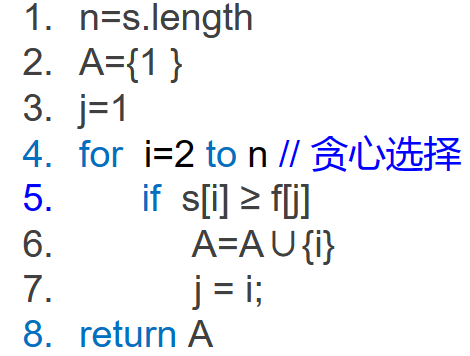 1. n=s.length
2. A={1 }
3. j=1
4. for i=2 to n // 贪心选择
5. if s[i] ≥ f[j]
6. A=A∪{i}
7. j = i;
8. return A